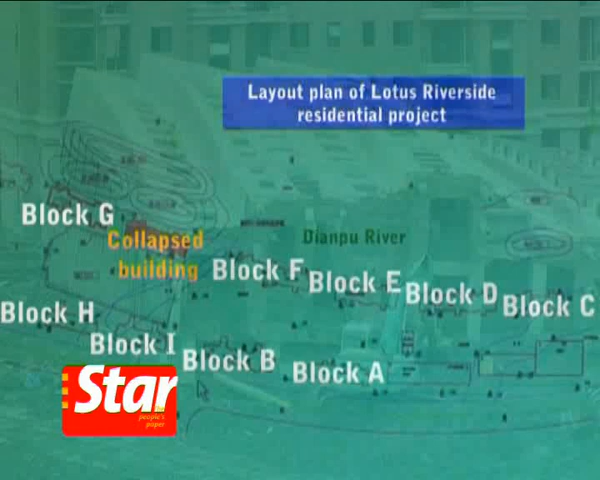 Layout plan of Lotus Riverside
residential project
Block G
Collapsed
building
Dianpu River
Block F
Block E
Block D
Block C
Block H
Block I
Block B
Block A
Star
the
people's
paper